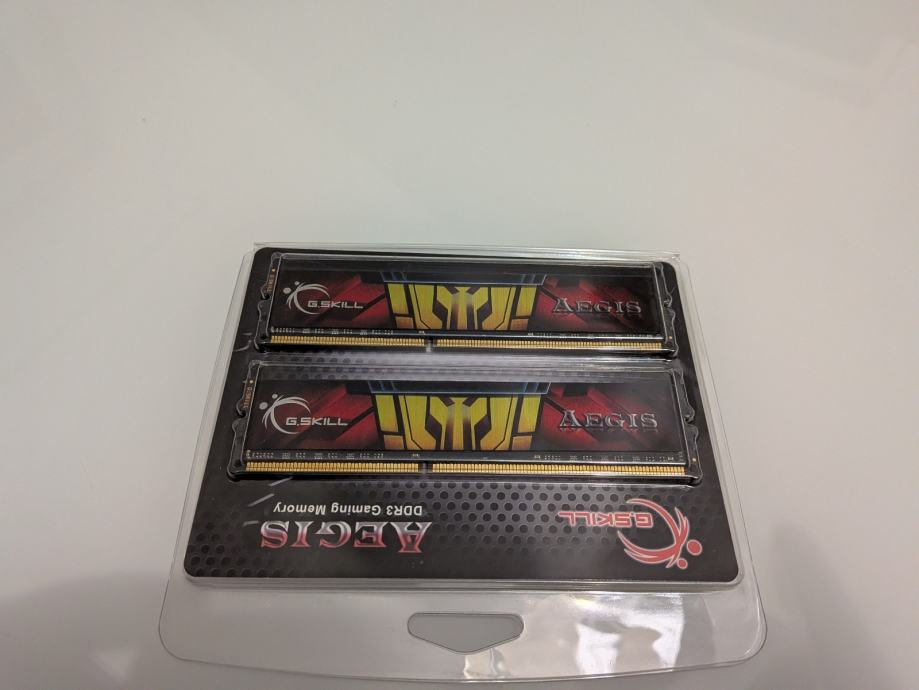 G.SKILL AEGIS
G.SKILL AEGIS
AEGIS
DDR3 Gaming Memory
G.SKILL